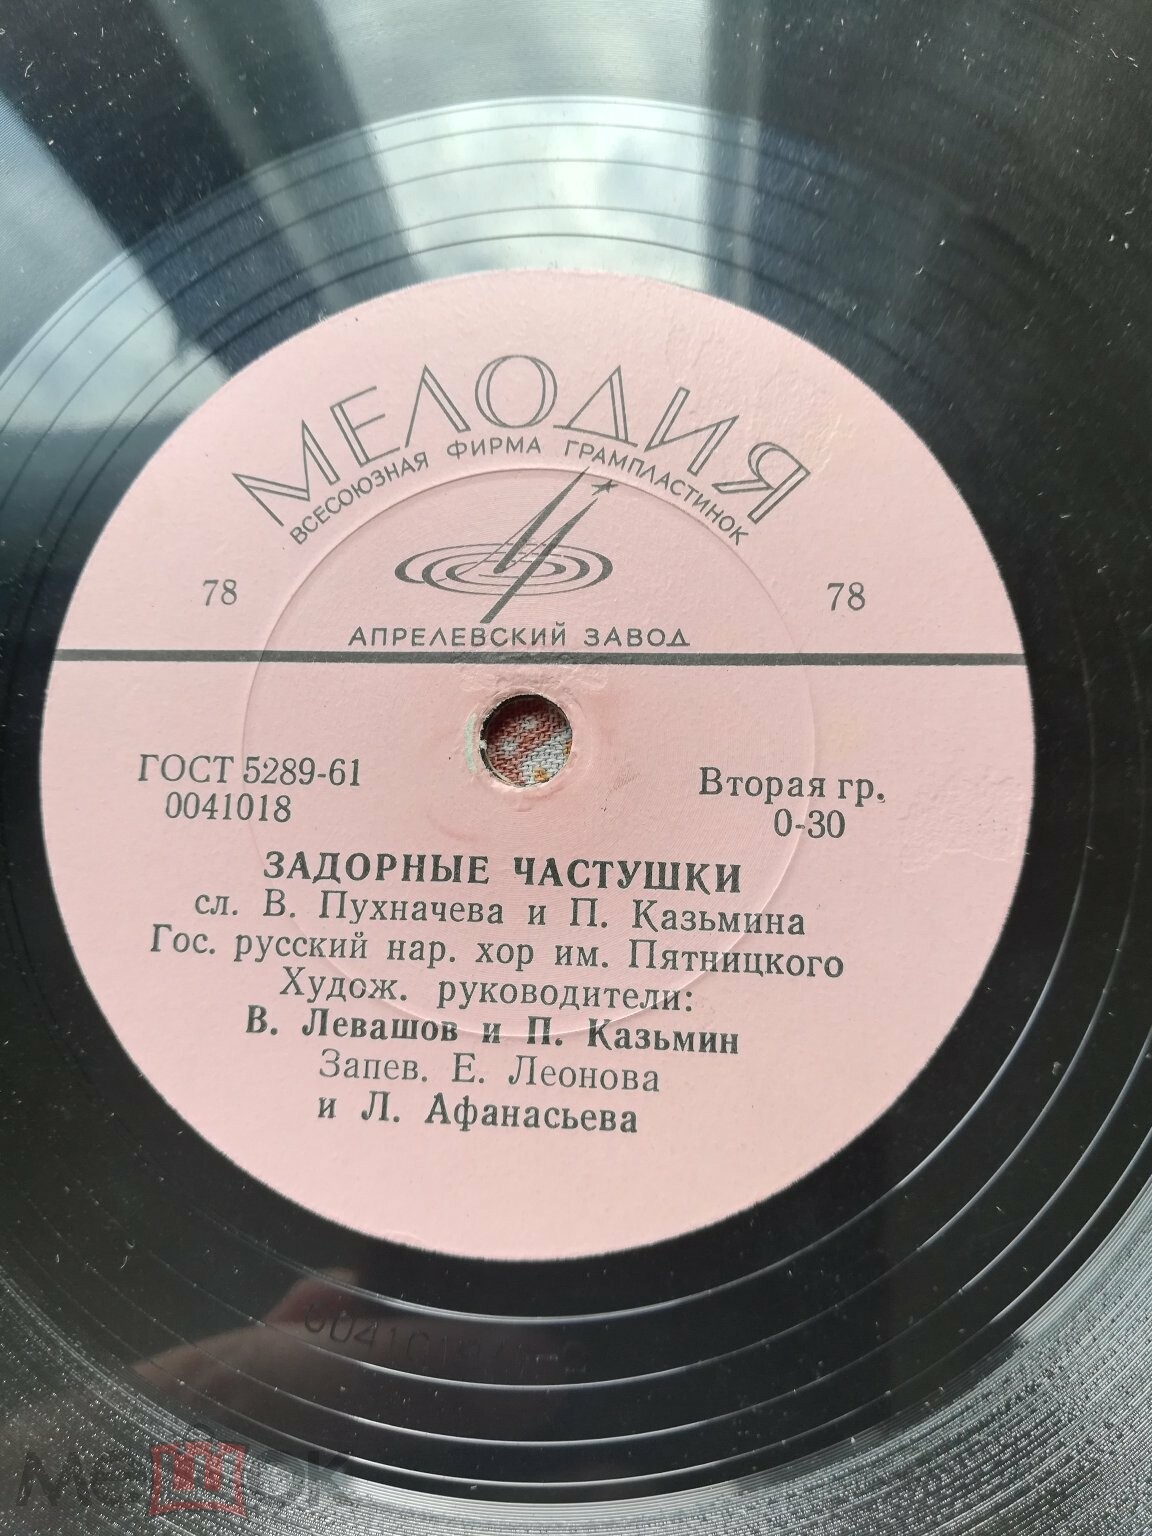 МЕЛОДИЯ
ВСЕСОЮЗНАЯ ФИРМА ГРАМПЛАСТИНОК
78 78
АПРЕЛЕВСКИЙ ЗАВОД
ГОСТ 5289-61
0041018
Вторая гр.
0-30
ЗАДОРНЫЕ ЧАСТУШКИ
сл. В. Пухначева и П. Казьмина
Гос. русский нар. хор им. Пятницкого
Худож. руководители:
В. Левашов и П. Казьмин
Запев. Е. Леонова
и Л. Афанасьева
МешОк